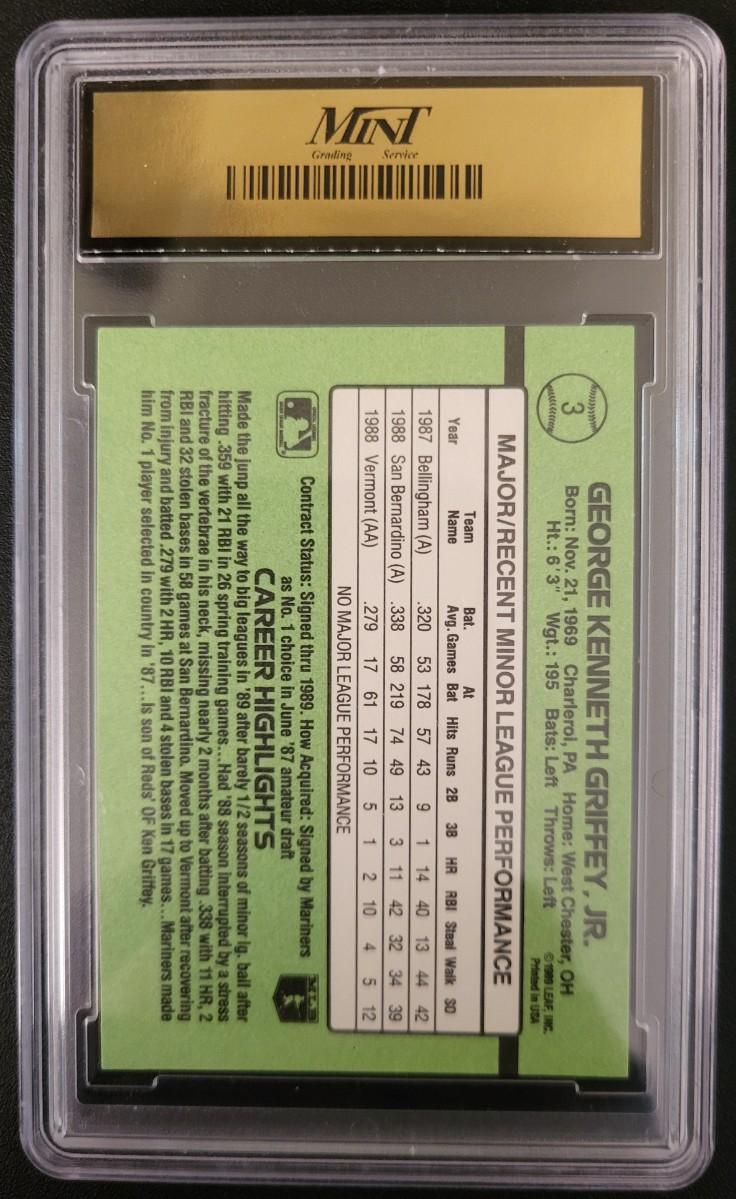 MINT
Grading Service
3
GEORGE KENNETH GRIFFEY, JR.
Born: Nov. 21, 1969 Charleroi, PA Home: West Chester, OH
Ht.: 6'3" Wgt.: 195 Bats: Left Throws: Left
©1989 LEAF, INC.
Printed in USA
MAJOR/RECENT MINOR LEAGUE PERFORMANCE
Year Team Name Bat. Avg. Games At Bat Hits Runs 2B 3B HR RBI Steal Walk SO
1987 Bellingham (A) .320 53 178 57 43 9 1 14 40 13 44 42
1988 San Bernardino (A) .338 58 219 74 49 13 3 11 42 32 34 39
1988 Vermont (AA) .279 17 61 17 10 5 1 2 10 4 5 12
NO MAJOR LEAGUE PERFORMANCE
Contract Status: Signed thru 1989. How Acquired: Signed by Mariners
as No. 1 choice in June '87 amateur draft
MLB
CAREER HIGHLIGHTS
Made the jump all the way to big leagues in '89 after barely 1/2 seasons of minor lg. ball after
hitting .359 with 21 RBI in 26 spring training games...Had '88 season interrupted by a stress
fracture of the vertebrae in his neck, missing nearly 2 months after batting .338 with 11 HR, 2
RBI and 32 stolen bases in 58 games at San Bernardino. Moved up to Vermont after recovering
from injury and batted .279 with 2 HR, 10 RBI and 4 stolen bases in 17 games...Mariners made
him No. 1 player selected in country in '87...Is son of Reds' OF Ken Griffey.